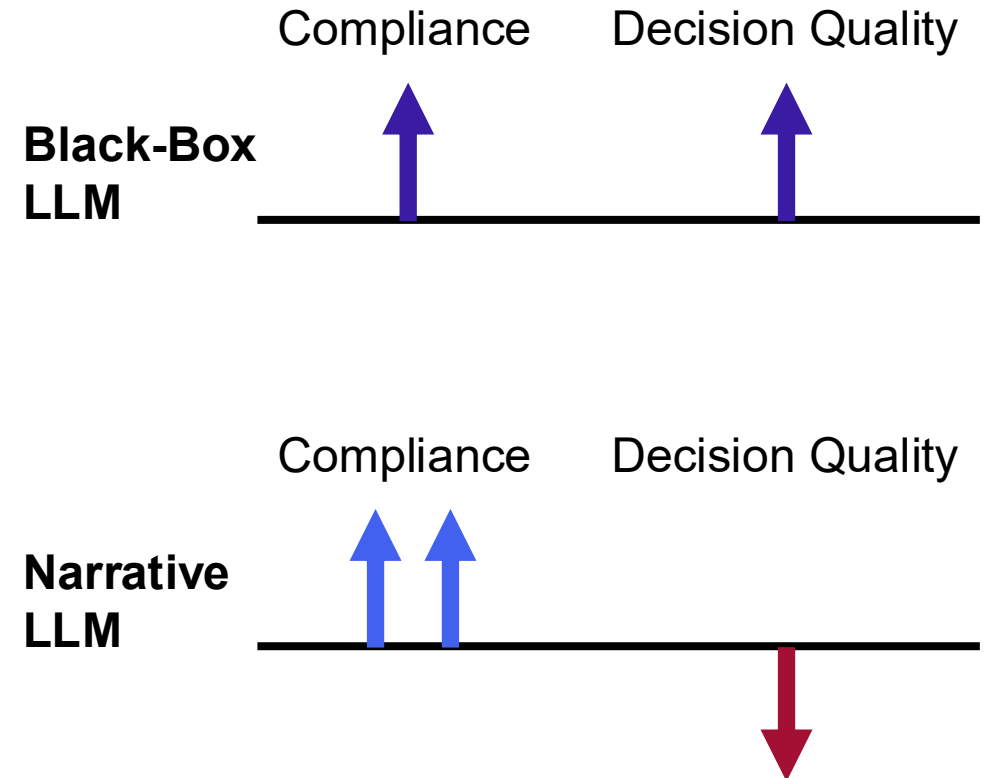 Compliance Decision Quality
Black-Box
LLM
Compliance Decision Quality
Narrative
LLM